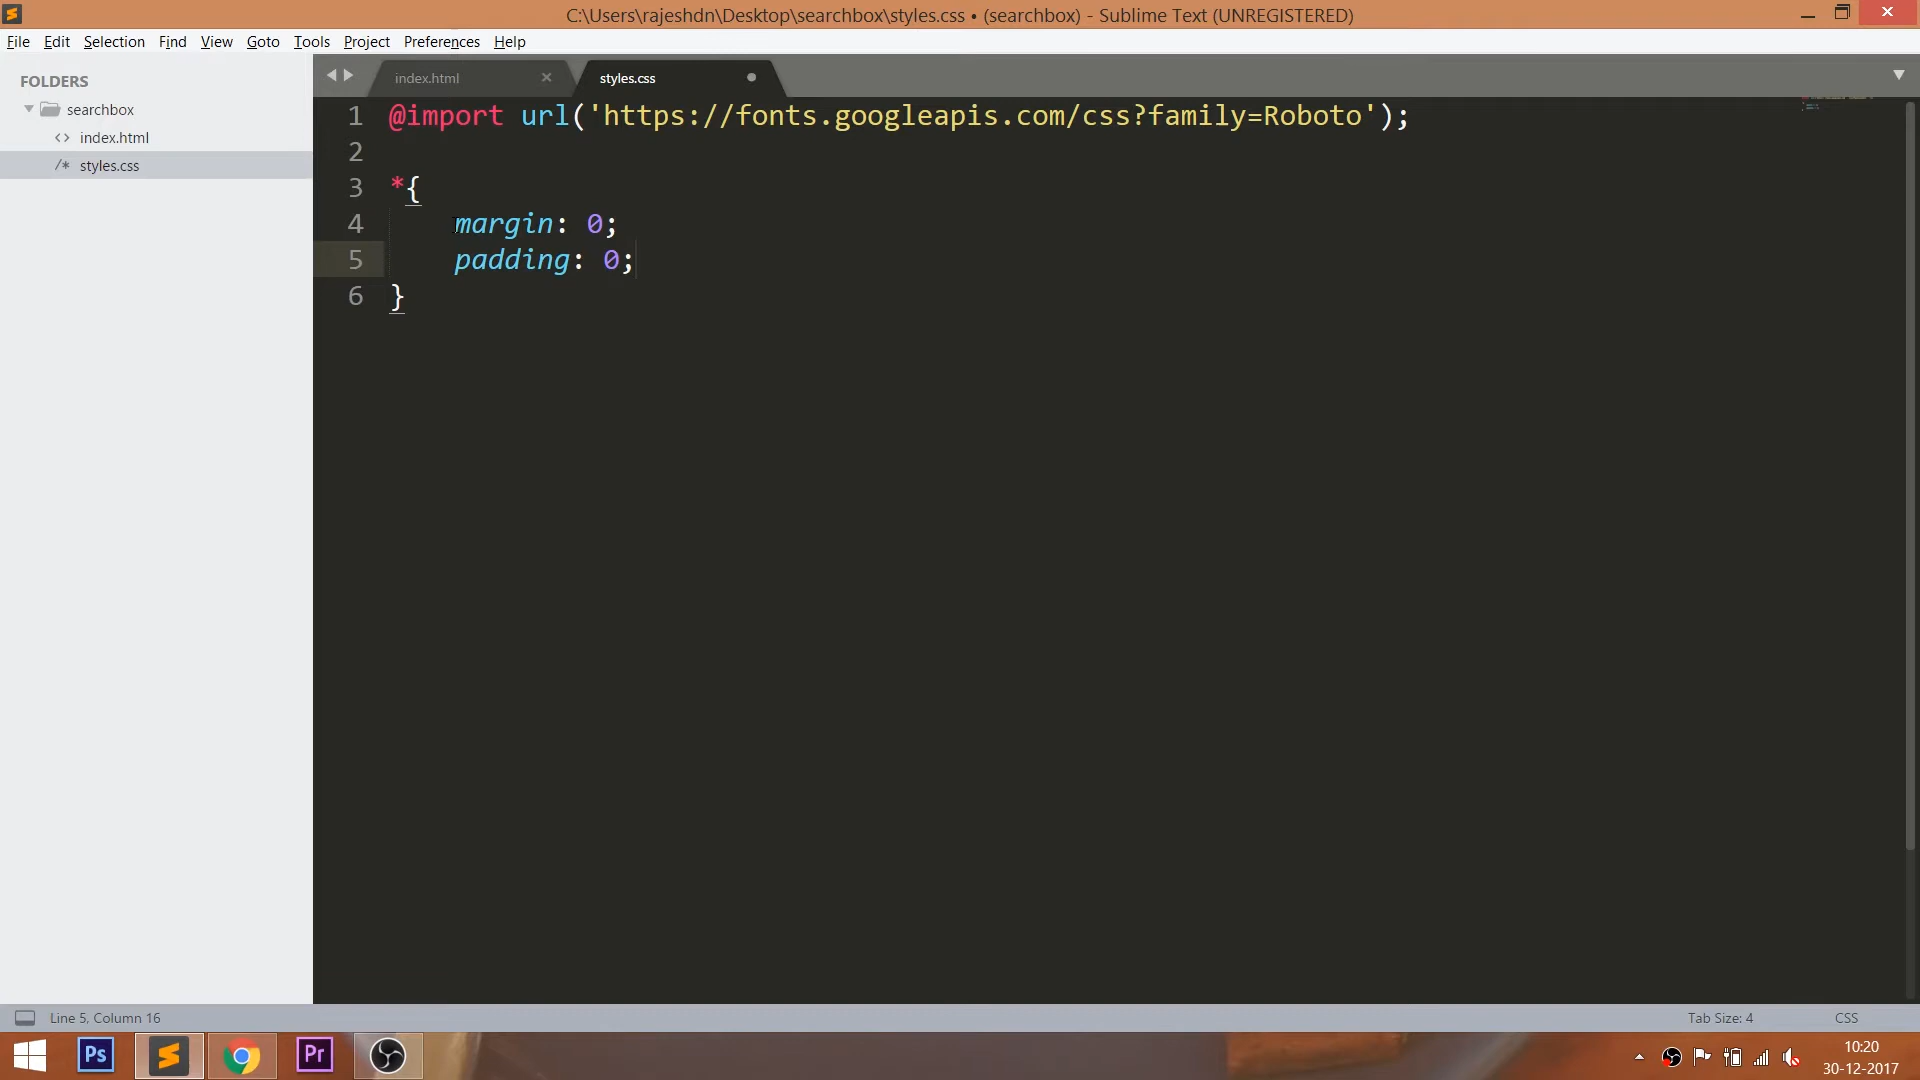 C:\Users\rajeshdn\Desktop\searchbox\styles.css • (searchbox) - Sublime Text (UNREGISTERED)
File Edit Selection Find View Goto Tools Project Preferences Help
FOLDERS
searchbox
index.html
styles.css
index.html
styles.css
1 @import url('https://fonts.googleapis.com/css?family=Roboto');
2
3 *{
4 margin: 0;
5 padding: 0;
6 }
Line 5, Column 16
Tab Size: 4
CSS
Ps
Pr
10:20
30-12-2017